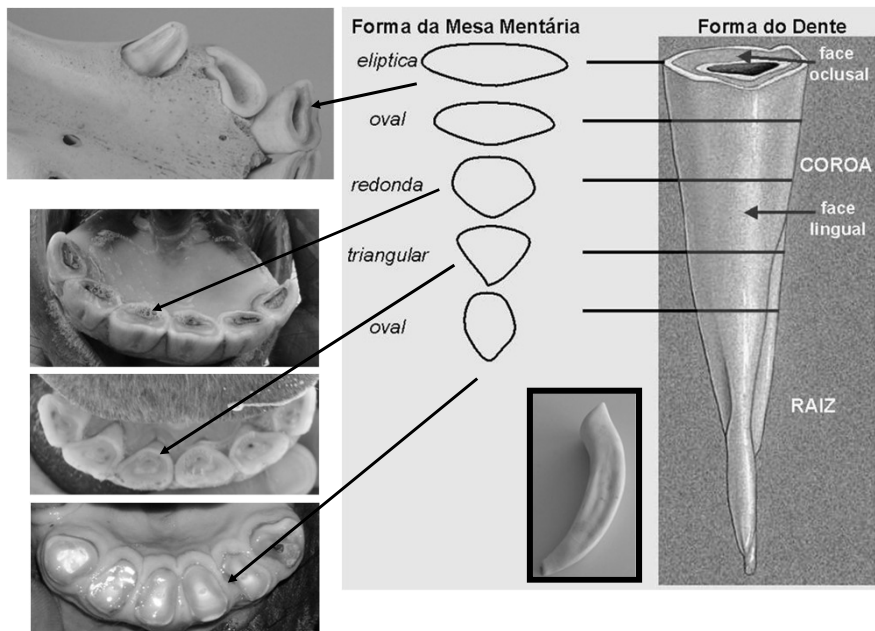 Forma da Mesa Mentária
eliptica
oval
redonda
triangular
oval
Forma do Dente
face
oclusal
COROA
face
lingual
RAIZ